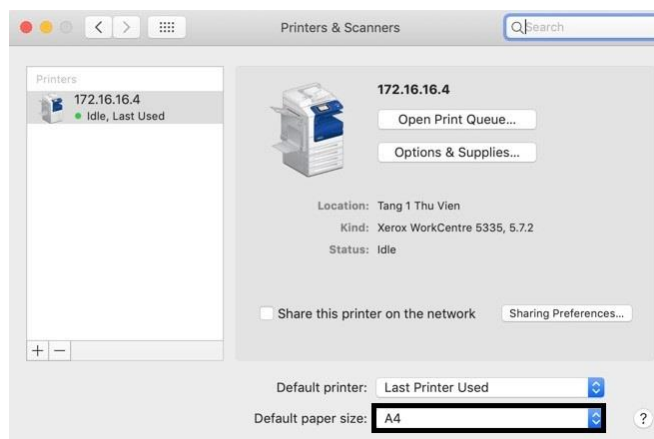 Printers & Scanners
Search
Printers
172.16.16.4
Idle, Last Used
172.16.16.4
Open Print Queue...
Options & Supplies...
Location: Tang 1 Thu Vien
Kind: Xerox WorkCentre 5335, 5.7.2
Status: Idle
Share this printer on the network Sharing Preferences...
+ −
Default printer: Last Printer Used
Default paper size: A4
?